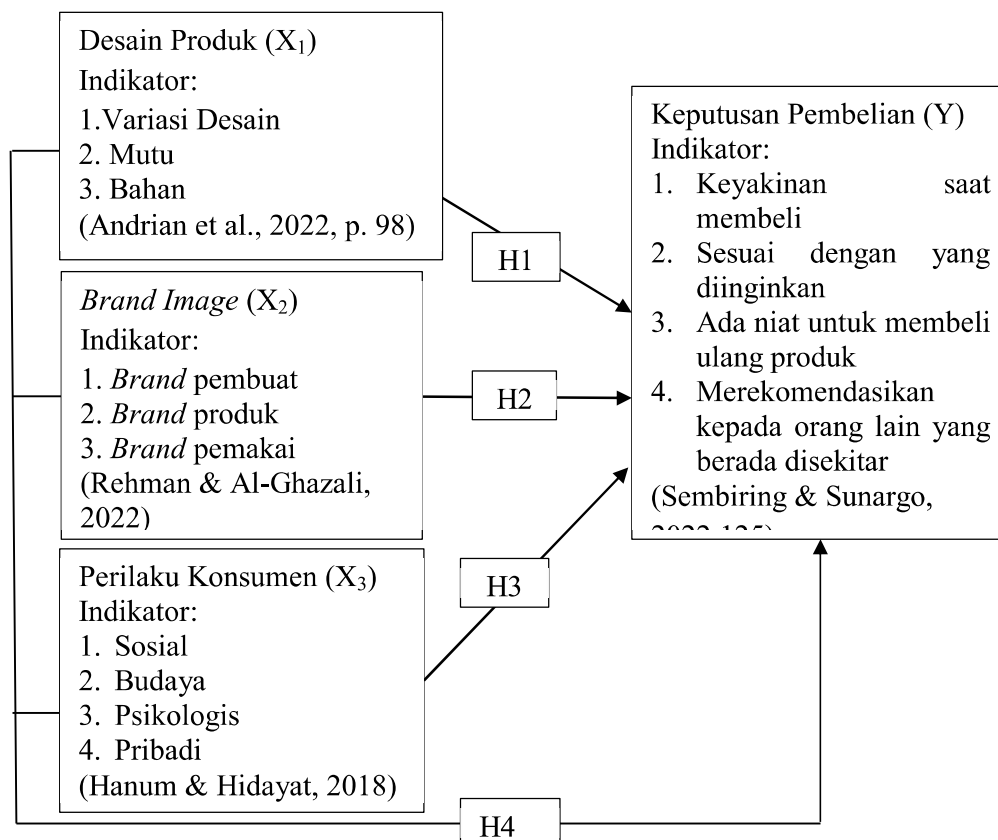 Desain Produk (X₁)
Indikator:
1.Variasi Desain
2. Mutu
3. Bahan
(Andrian et al., 2022, p. 98)
H1
Brand Image (X₂)
Indikator:
1. Brand pembuat
2. Brand produk
3. Brand pemakai
(Rehman & Al-Ghazali,
2022)
H2
Perilaku Konsumen (X₃)
Indikator:
1. Sosial
2. Budaya
3. Psikologis
4. Pribadi
(Hanum & Hidayat, 2018)
H3
H4
Keputusan Pembelian (Y)
Indikator:
1. Keyakinan saat
membeli
2. Sesuai dengan yang
diinginkan
3. Ada niat untuk membeli
ulang produk
4. Merekomendasikan
kepada orang lain yang
berada disekitar
(Sembiring & Sunargo,